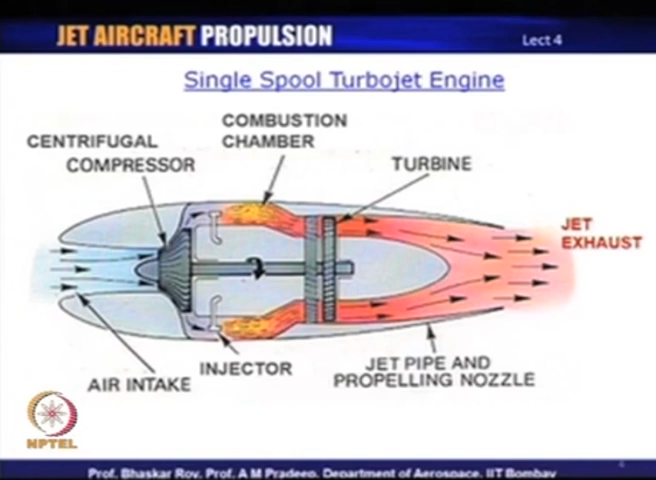 JET AIRCRAFT PROPULSION
Lect 4
Single Spool Turbojet Engine
COMBUSTION
CHAMBER
CENTRIFUGAL
COMPRESSOR
TURBINE
JET
EXHAUST
INJECTOR
JET PIPE AND
PROPELLING NOZZLE
AIR INTAKE
NPTEL
Prof. Bhaskar Roy, Prof. A M Pradeep, Department of Aerospace, IIT Bombay